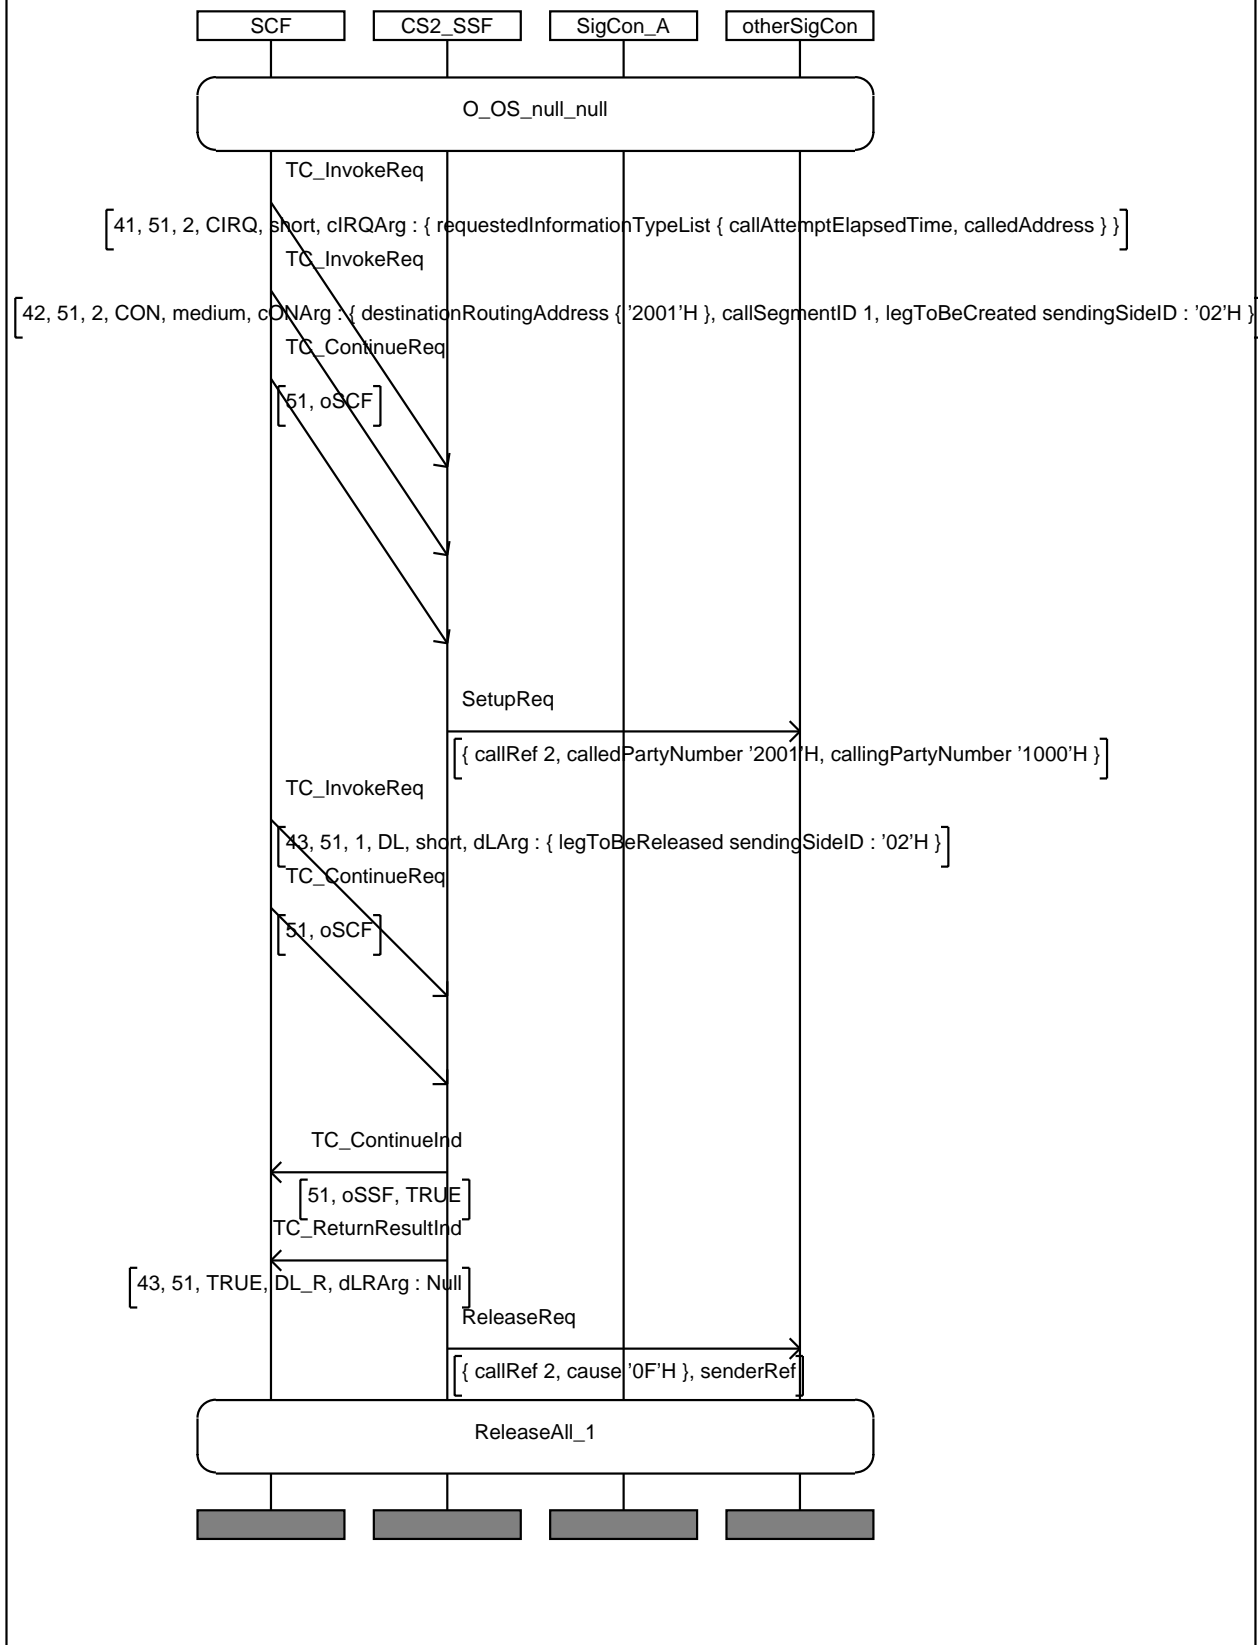 SCF CS2_SSF SigCon_A otherSigCon
O_OS_null_null
TC_InvokeReq
[41, 51, 2, CIRQ, short, cIRQArg : { requestedInformationTypeList { callAttemptElapsedTime, calledAddress } }]
TC_InvokeReq
[42, 51, 2, CON, medium, cONArg : { destinationRoutingAddress { '2001'H }, callSegmentID 1, legToBeCreated sendingSideID : '02'H }]
TC_ContinueReq
[51, oSCF]
SetupReq
[{ callRef 2, calledPartyNumber '2001'H, callingPartyNumber '1000'H }]
TC_InvokeReq
[43, 51, 1, DL, short, dLArg : { legToBeReleased sendingSideID : '02'H }]
TC_ContinueReq
[51, oSCF]
TC_ContinueInd
[51, oSSF, TRUE]
TC_ReturnResultInd
[43, 51, TRUE, DL_R, dLRArg : Null]
ReleaseReq
[{ callRef 2, cause '0F'H }, senderRef]
ReleaseAll_1